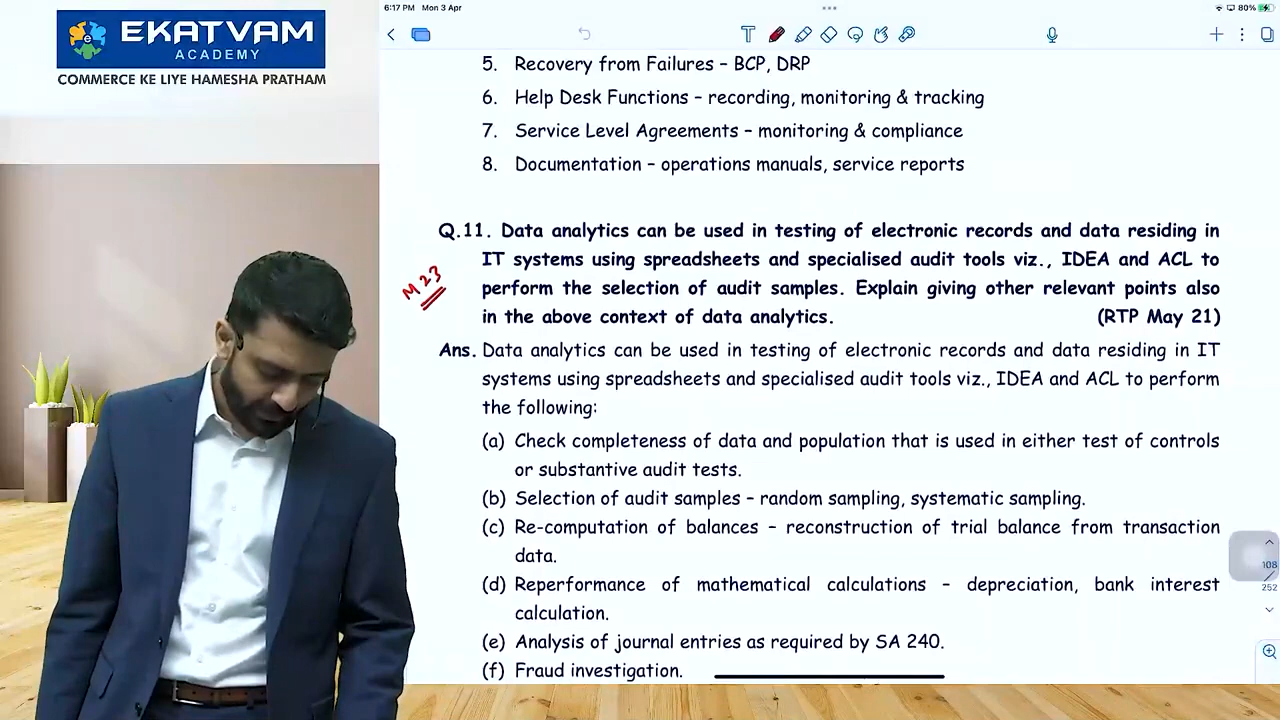 EKATVAM
ACADEMY
COMMERCE KE LIYE HAMESHA PRATHAM
6:17 PM Mon 3 Apr
80%
5. Recovery from Failures – BCP, DRP
6. Help Desk Functions – recording, monitoring & tracking
7. Service Level Agreements – monitoring & compliance
8. Documentation – operations manuals, service reports
Q.11. Data analytics can be used in testing of electronic records and data residing in
IT systems using spreadsheets and specialised audit tools viz., IDEA and ACL to
perform the selection of audit samples. Explain giving other relevant points also
in the above context of data analytics. (RTP May 21)
M 23
Ans. Data analytics can be used in testing of electronic records and data residing in IT
systems using spreadsheets and specialised audit tools viz., IDEA and ACL to perform
the following:
(a) Check completeness of data and population that is used in either test of controls
or substantive audit tests.
(b) Selection of audit samples – random sampling, systematic sampling.
(c) Re-computation of balances – reconstruction of trial balance from transaction
data.
(d) Reperformance of mathematical calculations – depreciation, bank interest
calculation.
(e) Analysis of journal entries as required by SA 240.
(f) Fraud investigation.
108
252